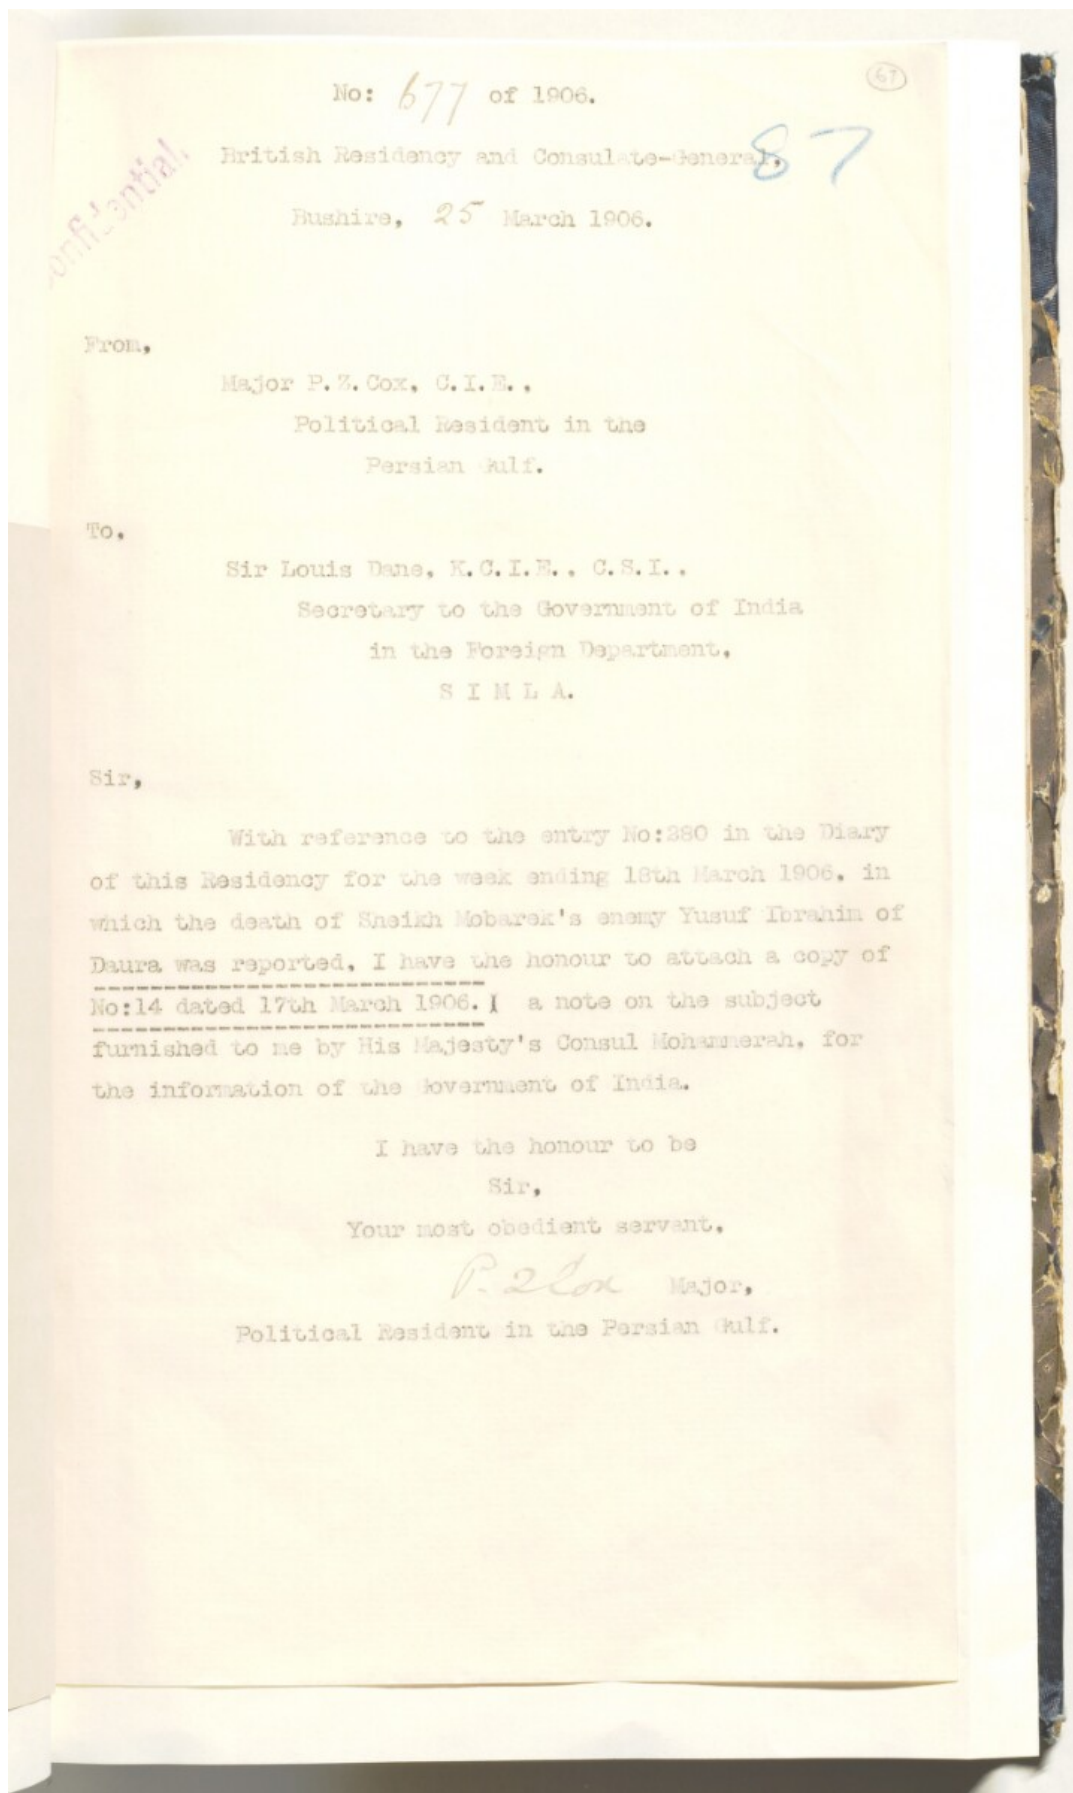 67
No: 677 of 1906.
87
Confidential.
British Residency and Consulate-General,
Bushire, 25 March 1906.
From,
Major P.Z.Cox, C.I.E.,
Political Resident in the
Persian Gulf.
To,
Sir Louis Dane, K.C.I.E., C.S.I.,
Secretary to the Government of India
in the Foreign Department,
S I M L A.
Sir,
With reference to the entry No:280 in the Diary
of this Residency for the week ending 18th March 1906, in
which the death of Sheikh Mobarek's enemy Yusuf Ibrahim of
Daura was reported, I have the honour to attach a copy of
No:14 dated 17th March 1906. I a note on the subject
furnished to me by His Majesty's Consul Mohammerah, for
the information of the Government of India.
I have the honour to be
Sir,
Your most obedient servant,
P. Z Cox Major,
Political Resident in the Persian Gulf.